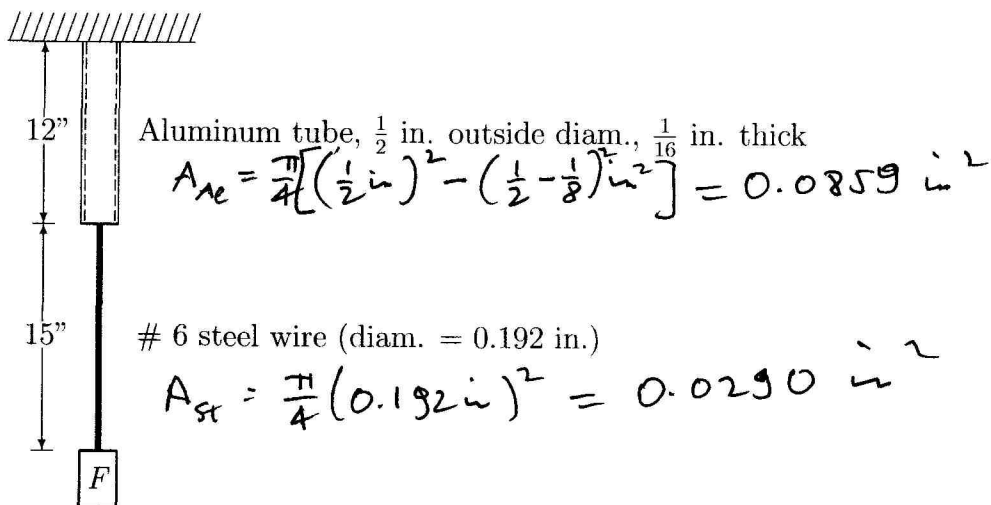 12" Aluminum tube, 1/2 in. outside diam., 1/16 in. thick
A_Al = π/4[(1/2 in)² - (1/2 - 1/8)² in²] = 0.0859 in²
15" # 6 steel wire (diam. = 0.192 in.)
A_St = π/4 (0.192 in)² = 0.0290 in²
F